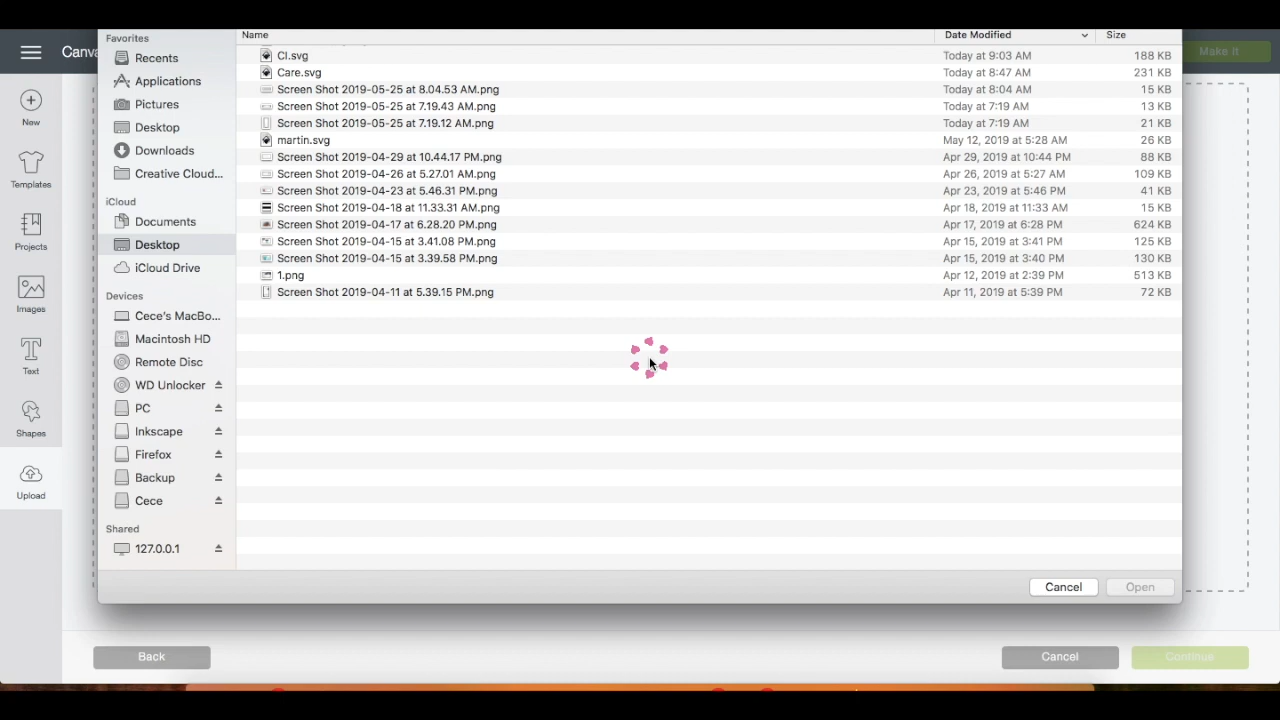 Favorites
Recents
Applications
Pictures
Desktop
Downloads
Creative Cloud...
iCloud
Documents
Desktop
iCloud Drive
Devices
Cece's MacBo...
Macintosh HD
Remote Disc
WD Unlocker
PC
Inkscape
Firefox
Backup
Cece
Shared
127.0.0.1
Name Date Modified Size
CI.svg Today at 9:03 AM 188 KB
Care.svg Today at 8:47 AM 231 KB
Screen Shot 2019-05-25 at 8.04.53 AM.png Today at 8:04 AM 15 KB
Screen Shot 2019-05-25 at 7.19.43 AM.png Today at 7:19 AM 13 KB
Screen Shot 2019-05-25 at 7.19.12 AM.png Today at 7:19 AM 21 KB
martin.svg May 12, 2019 at 5:28 AM 26 KB
Screen Shot 2019-04-29 at 10.44.17 PM.png Apr 29, 2019 at 10:44 PM 88 KB
Screen Shot 2019-04-26 at 5.27.01 AM.png Apr 26, 2019 at 5:27 AM 109 KB
Screen Shot 2019-04-23 at 5.46.31 PM.png Apr 23, 2019 at 5:46 PM 41 KB
Screen Shot 2019-04-18 at 11.33.31 AM.png Apr 18, 2019 at 11:33 AM 15 KB
Screen Shot 2019-04-17 at 6.28.20 PM.png Apr 17, 2019 at 6:28 PM 624 KB
Screen Shot 2019-04-15 at 3.41.08 PM.png Apr 15, 2019 at 3:41 PM 125 KB
Screen Shot 2019-04-15 at 3.39.58 PM.png Apr 15, 2019 at 3:40 PM 130 KB
1.png Apr 12, 2019 at 2:39 PM 513 KB
Screen Shot 2019-04-11 at 5.39.15 PM.png Apr 11, 2019 at 5:39 PM 72 KB
Cancel Open
Canva
Make It
New
Templates
Projects
Images
Text
Shapes
Upload
Back Cancel Continue